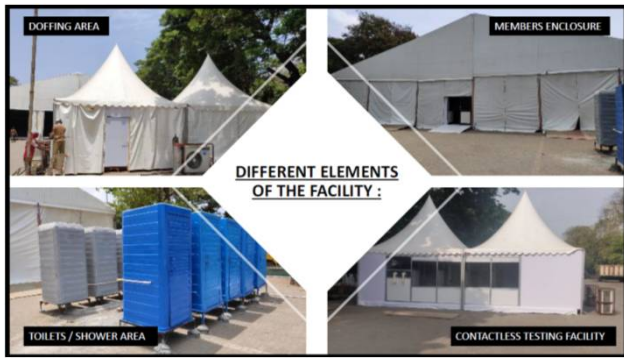 DOFFING AREA
MEMBERS ENCLOSURE
DIFFERENT ELEMENTS
OF THE FACILITY :
TOILETS / SHOWER AREA
CONTACTLESS TESTING FACILITY